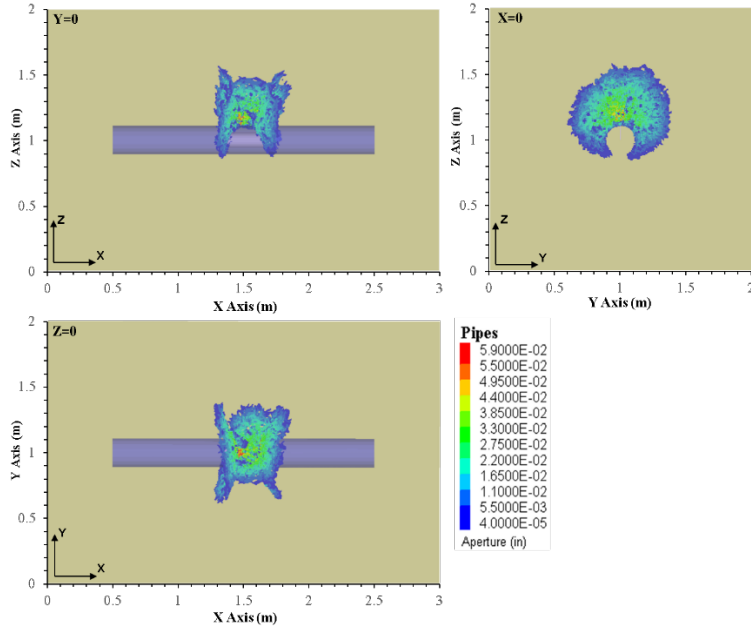 Y=0
2
1.5
1
0.5
0
Z Axis (m)
Z
X
0 0.5 1 1.5 2 2.5 3
X Axis (m)
X=0
2
1.5
1
0.5
0
Z Axis (m)
Z
Y
0 0.5 1 1.5 2
Y Axis (m)
Z=0
2
1.5
1
0.5
0
Y Axis (m)
Y
X
0 0.5 1 1.5 2 2.5 3
X Axis (m)
Pipes
5.9000E-02
5.5000E-02
4.9500E-02
4.4000E-02
3.8500E-02
3.3000E-02
2.7500E-02
2.2000E-02
1.6500E-02
1.1000E-02
5.5000E-03
4.0000E-05
Aperture (in)